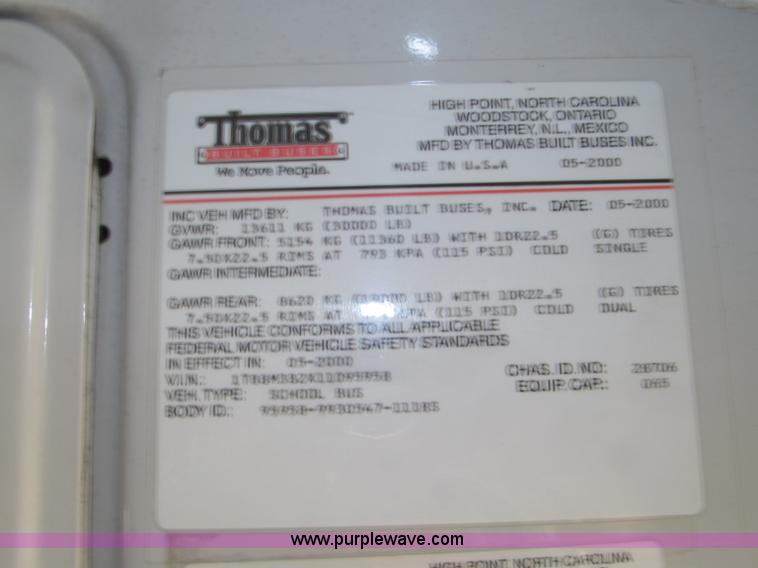 Thomas
BUILT BUSES
We Move People.
HIGH POINT, NORTH CAROLINA
WOODSTOCK, ONTARIO
MONTERREY, N.L., MEXICO
MFD BY THOMAS BUILT BUSES INC.
MADE IN U.S.A 05-2000
INC VEH MFD BY: THOMAS BUILT BUSES, INC. DATE: 05-2000
GVWR: 13611 KG (30000 LB)
GAWR FRONT: 5154 KG (11360 LB) WITH 10R22.5 (G) TIRES
7.50X22.5 RIMS AT 793 KPA (115 PSI) COLD SINGLE
GAWR INTERMEDIATE:
GAWR REAR: 8620 KG (19000 LB) WITH 10R22.5 (G) TIRES
7.50X22.5 RIMS AT KPA (115 PSI) COLD DUAL
THIS VEHICLE CONFORMS TO ALL APPLICABLE
FEDERAL MOTOR VEHICLE SAFETY STANDARDS
IN EFFECT IN: 05-2000
V.I.N.:
VEH. TYPE: SCHOOL BUS
BODY I.D.:
CHAS. I.D. NO:
EQUIP. CAP.: 065
www.purplewave.com
HIGH POINT, NORTH CAROLINA